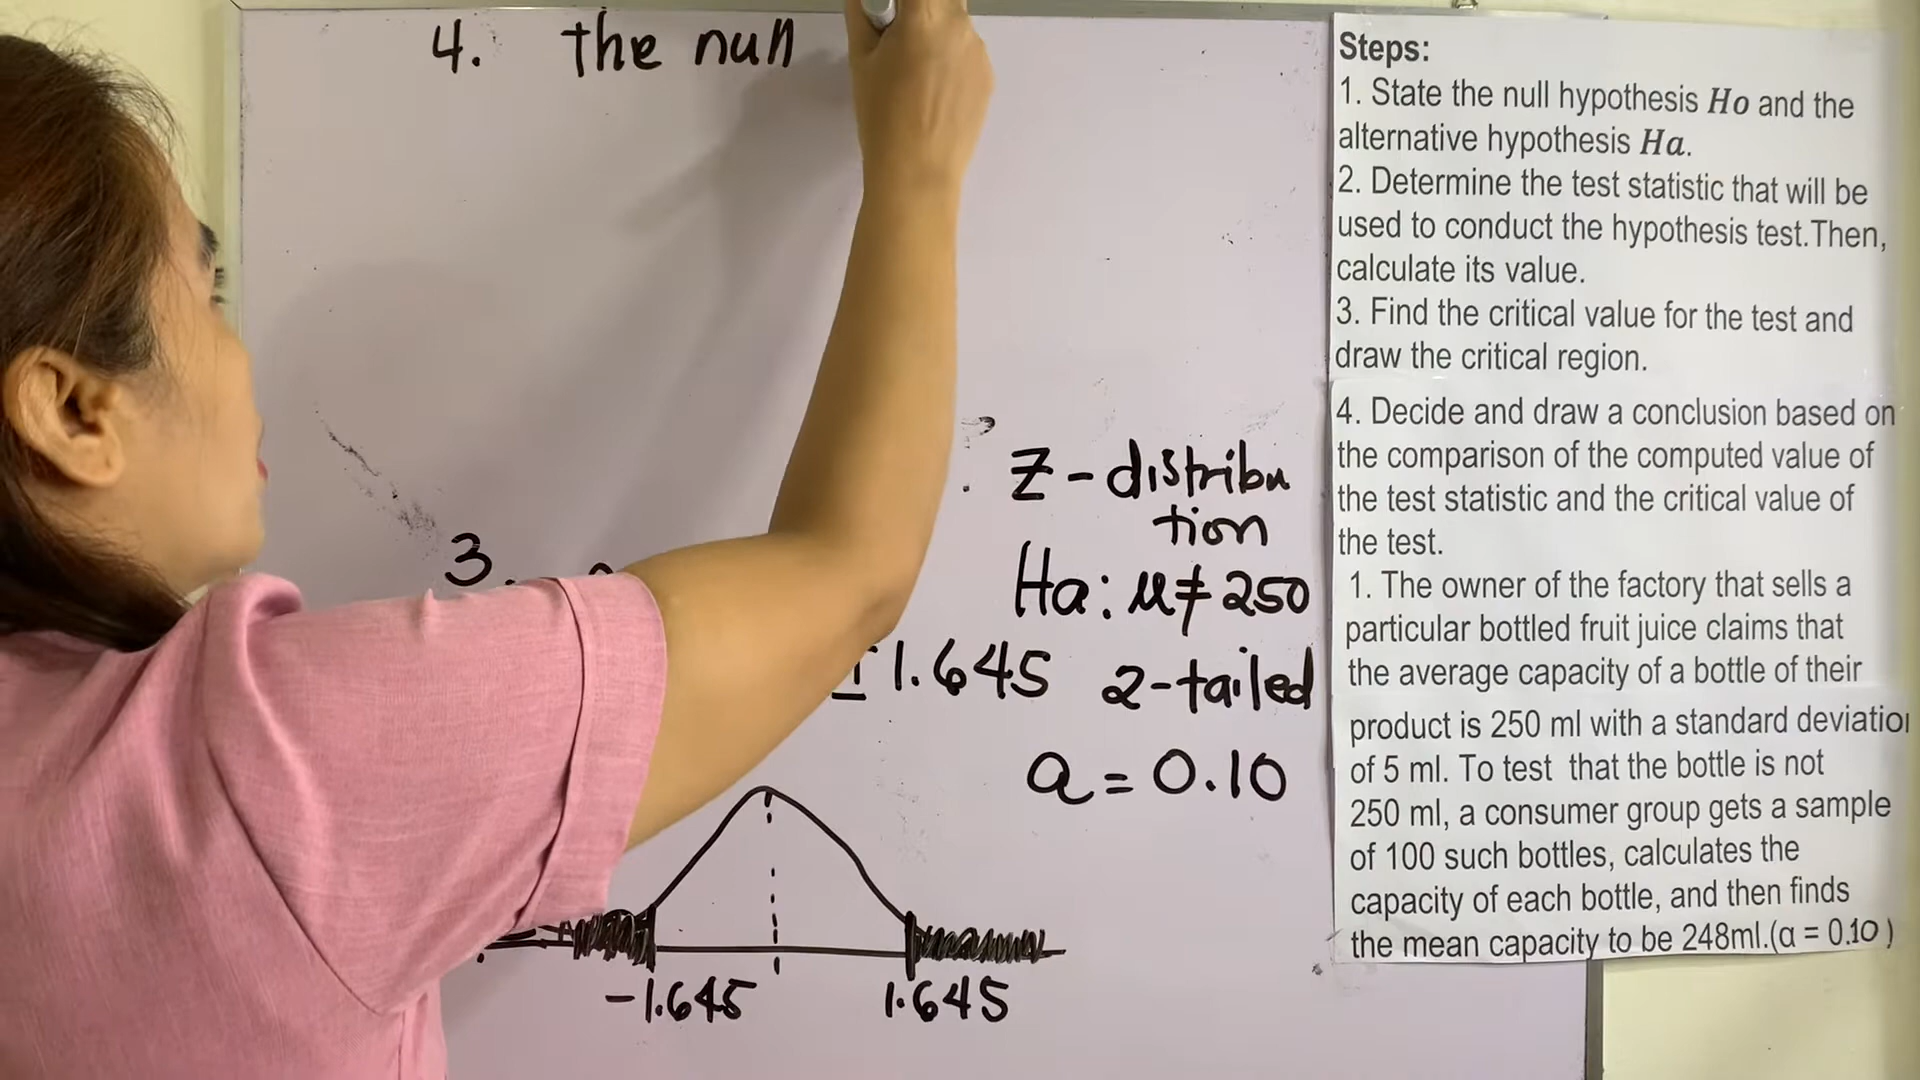 4. the null
3.
Z-distribu
tion
Ha: μ≠250
±1.645 2-tailed
α = 0.10
-1.645 1.645
Steps:
1. State the null hypothesis Ho and the
alternative hypothesis Ha.
2. Determine the test statistic that will be
used to conduct the hypothesis test.Then,
calculate its value.
3. Find the critical value for the test and
draw the critical region.
4. Decide and draw a conclusion based on
the comparison of the computed value of
the test statistic and the critical value of
the test.
1. The owner of the factory that sells a
particular bottled fruit juice claims that
the average capacity of a bottle of their
product is 250 ml with a standard deviation
of 5 ml. To test that the bottle is not
250 ml, a consumer group gets a sample
of 100 such bottles, calculates the
capacity of each bottle, and then finds
the mean capacity to be 248ml.(α = 0.10 )